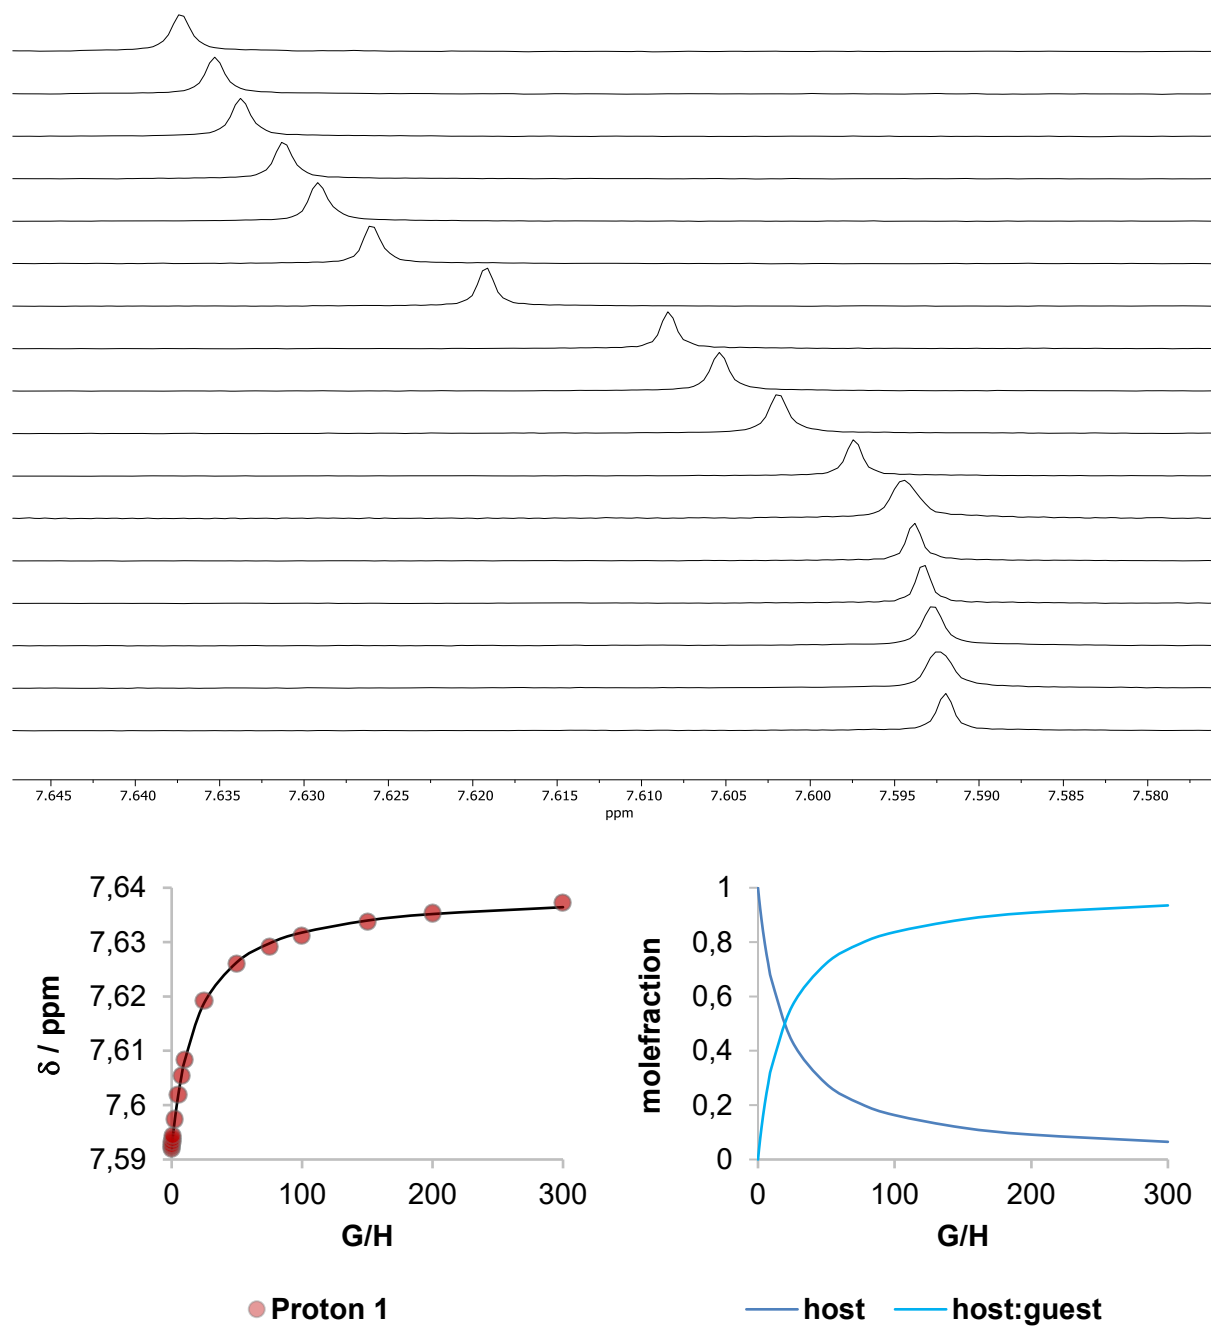 7.645 7.640 7.635 7.630 7.625 7.620 7.615 7.610 7.605 7.600 7.595 7.590 7.585 7.580
ppm
7,64
7,63
7,62
7,61
7,6
7,59
δ / ppm
0 100 200 300
G/H
Proton 1
1
0,8
0,6
0,4
0,2
0
molefraction
0 100 200 300
G/H
host host:guest